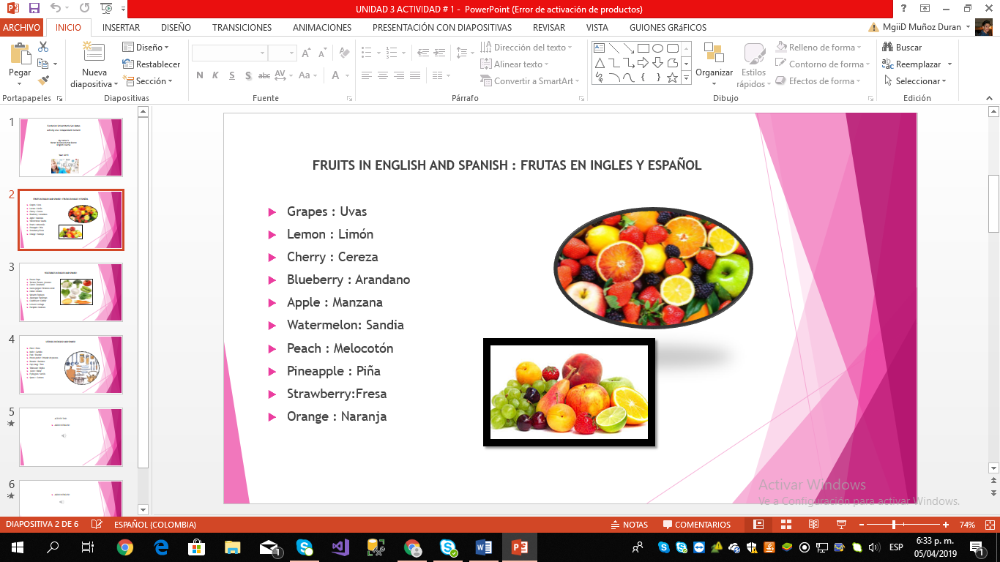 UNIDAD 3 ACTIVIDAD # 1 - PowerPoint (Error de activación de productos)
ARCHIVO INICIO INSERTAR DISEÑO TRANSICIONES ANIMACIONES PRESENTACIÓN CON DIAPOSITIVAS REVISAR VISTA GUIONES GRáFICOS MgiiD Muñoz Duran
Pegar
Portapapeles
Nueva diapositiva
Diseño
Restablecer
Sección
Diapositivas
N K S S abc AV Aa A
Fuente
Dirección del texto
Alinear texto
Convertir a SmartArt
Párrafo
Organizar
Estilos rápidos
Relleno de forma
Contorno de forma
Efectos de forma
Dibujo
Buscar
Reemplazar
Seleccionar
Edición
1
2
3
4
5
6
FRUITS IN ENGLISH AND SPANISH : FRUTAS EN INGLES Y ESPAÑOL
Grapes : Uvas
Lemon : Limón
Cherry : Cereza
Blueberry : Arandano
Apple : Manzana
Watermelon: Sandia
Peach : Melocotón
Pineapple : Piña
Strawberry:Fresa
Orange : Naranja
Activar Windows
Ve a Configuración para activar Windows.
DIAPOSITIVA 2 DE 6 ESPAÑOL (COLOMBIA) NOTAS COMENTARIOS 74%
ESP
6:33 p. m.
05/04/2019